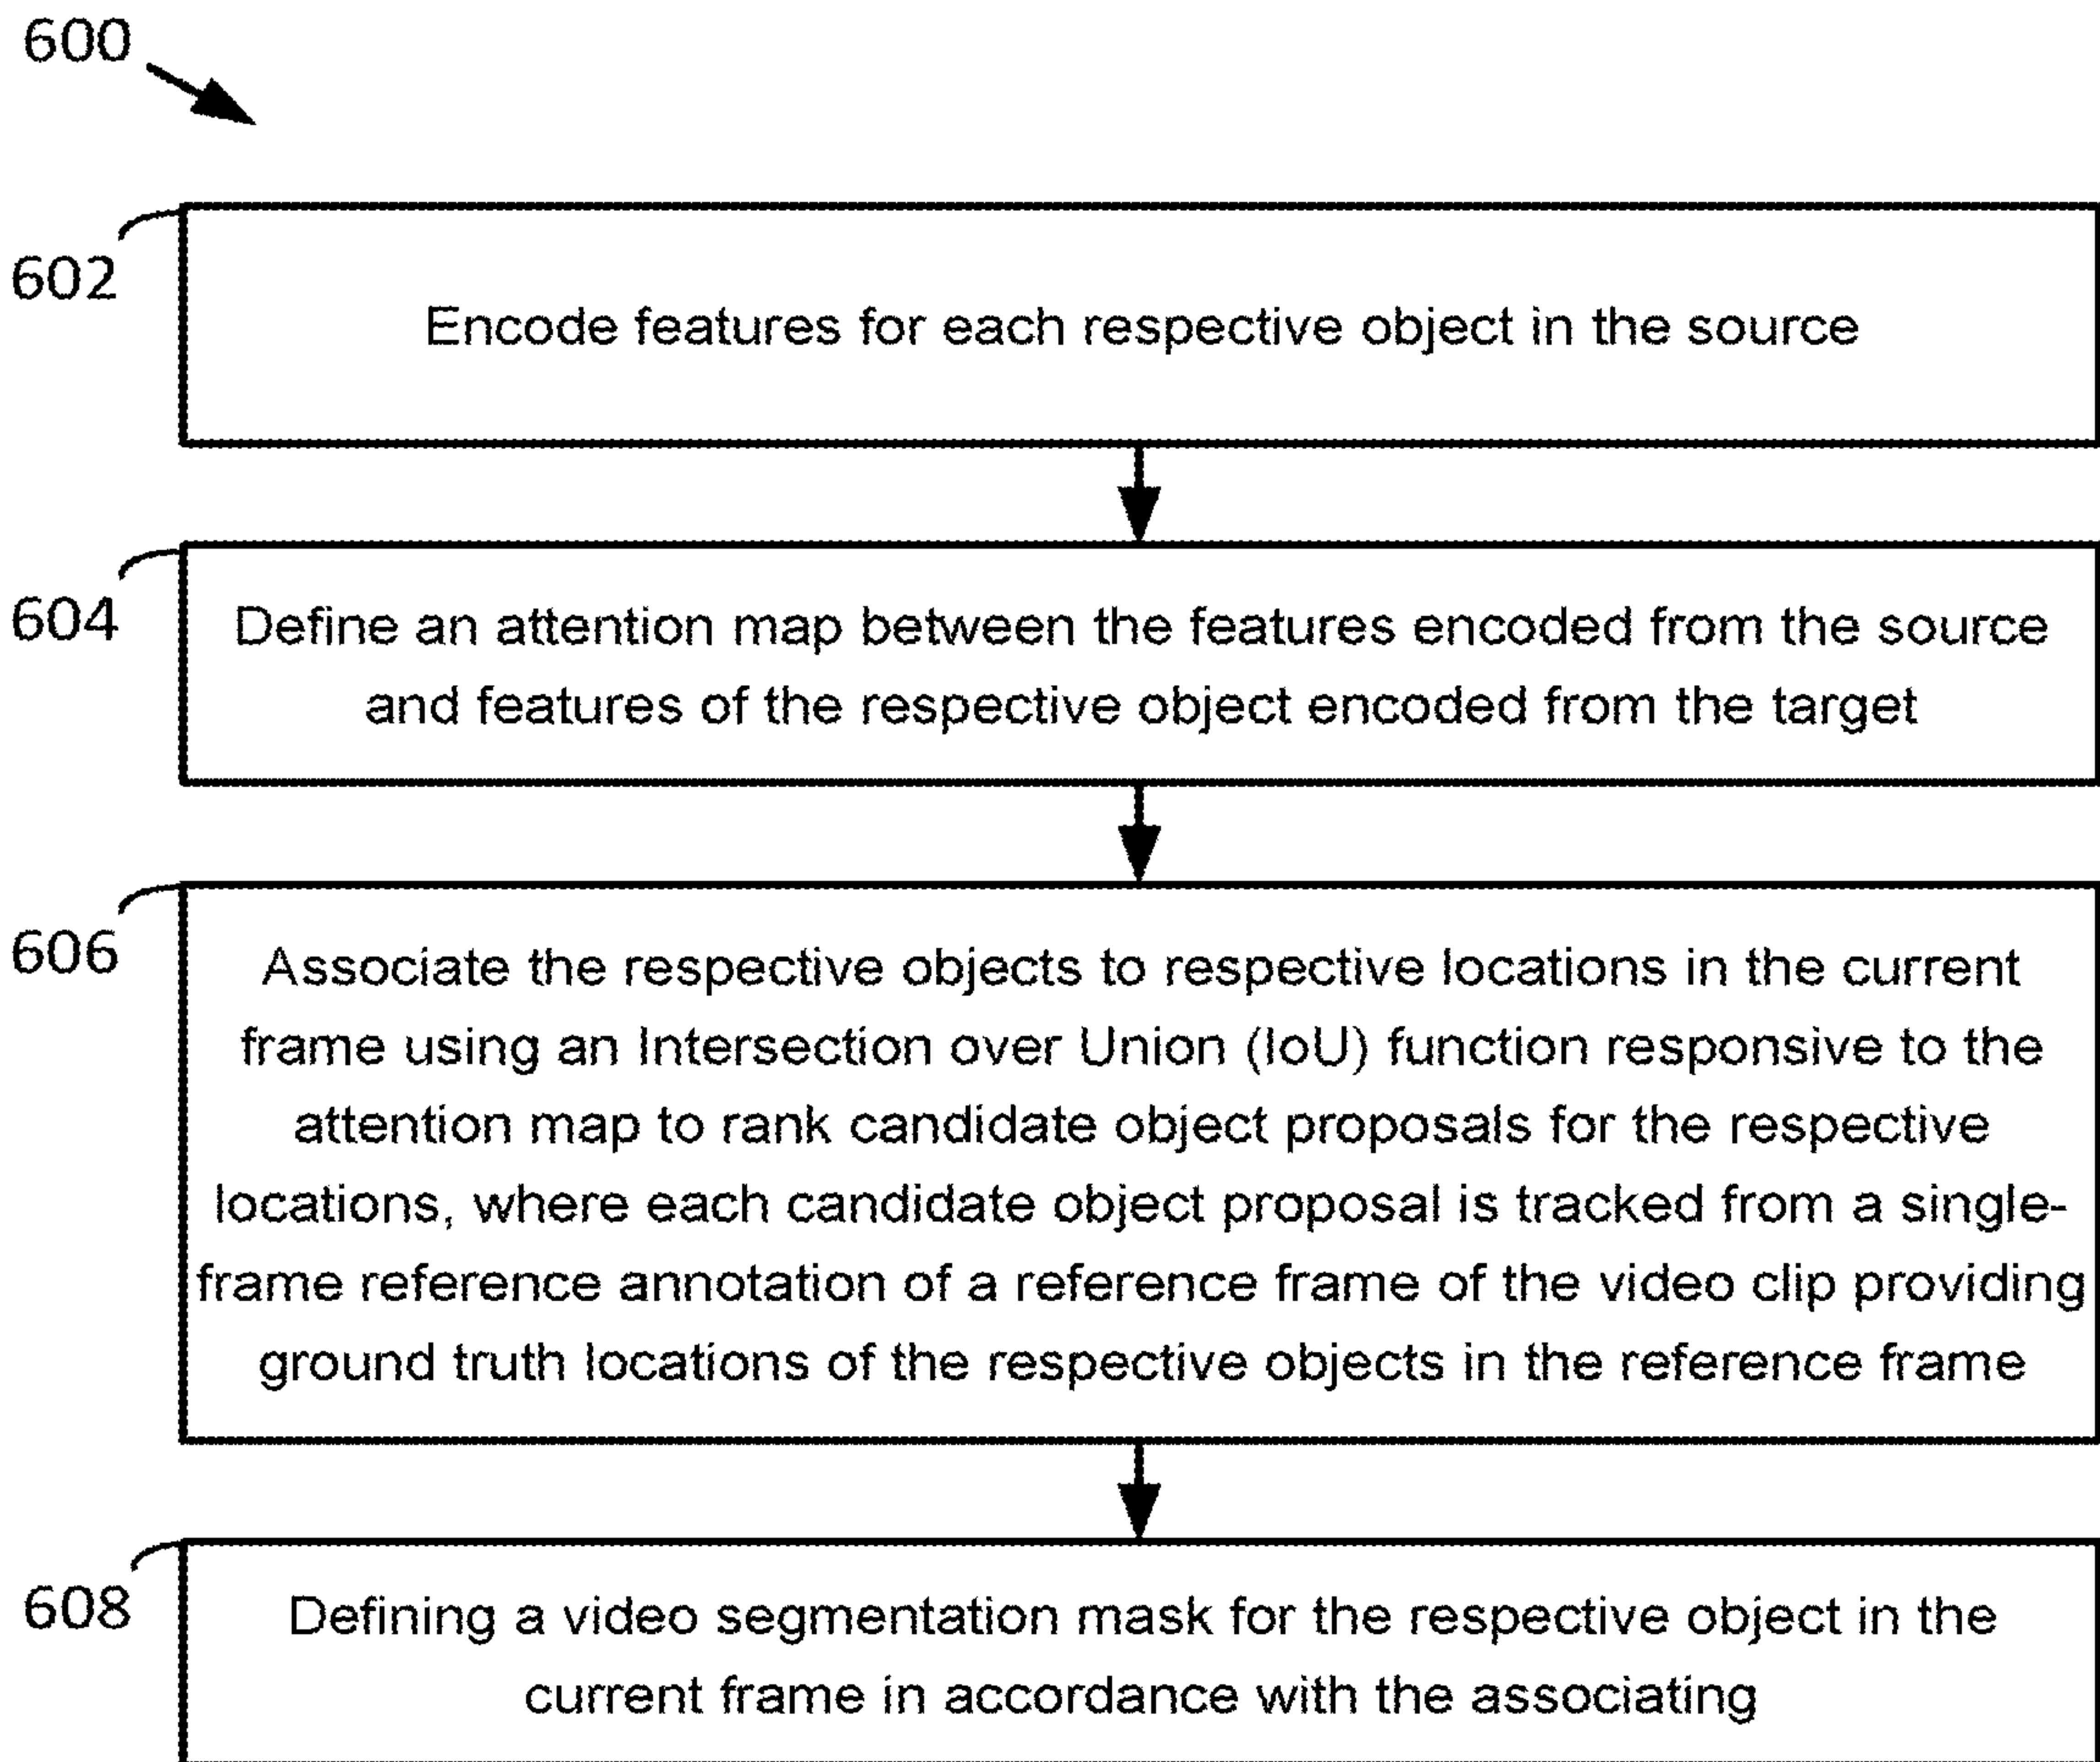 600
602
Encode features for each respective object in the source
604
Define an attention map between the features encoded from the source
and features of the respective object encoded from the target
606
Associate the respective objects to respective locations in the current
frame using an Intersection over Union (IoU) function responsive to the
attention map to rank candidate object proposals for the respective
locations, where each candidate object proposal is tracked from a single-
frame reference annotation of a reference frame of the video clip providing
ground truth locations of the respective objects in the reference frame
608
Defining a video segmentation mask for the respective object in the
current frame in accordance with the associating